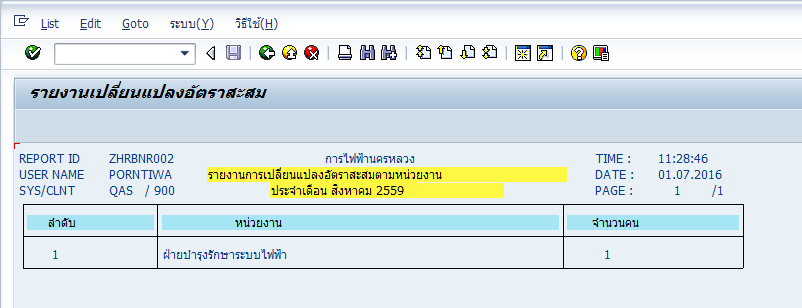 List Edit Goto ระบบ(Y) วิธีใช้(H)
รายงานเปลี่ยนแปลงอัตราสะสม
REPORT ID ZHRBNR002 การไฟฟ้านครหลวง TIME : 11:28:46
USER NAME PORNTIWA รายงานการเปลี่ยนแปลงอัตราสะสมตามหน่วยงาน DATE : 01.07.2016
SYS/CLNT QAS / 900 ประจำเดือน สิงหาคม 2559 PAGE : 1 /1
ลำดับ หน่วยงาน จำนวนคน
1 ฝ่ายบำรุงรักษาระบบไฟฟ้า 1